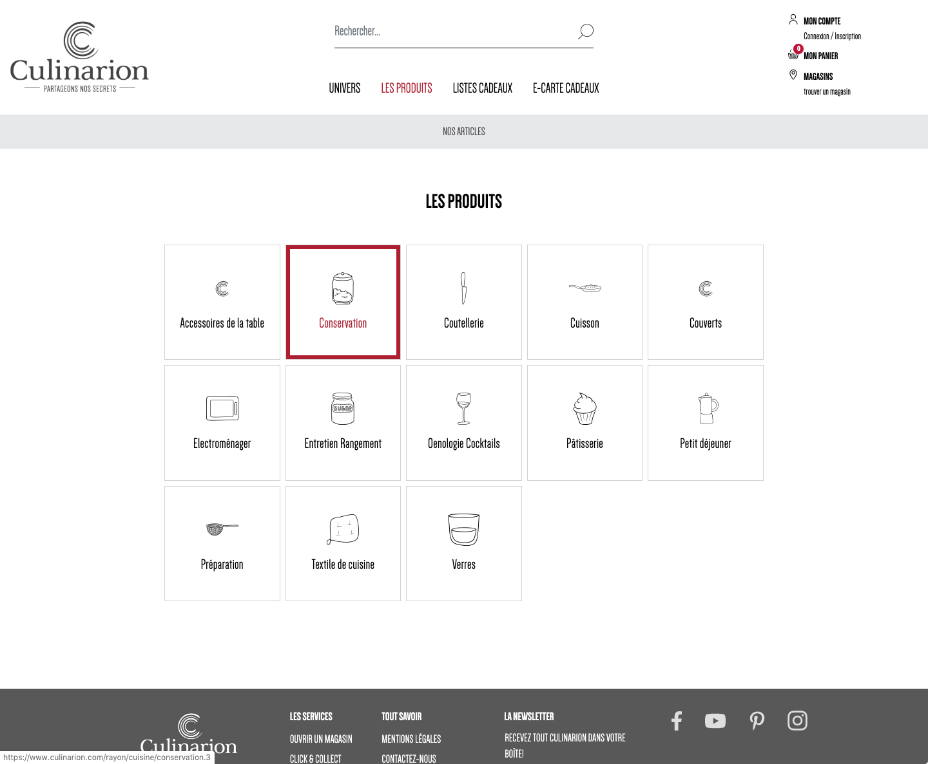 Culinarion
PARTAGEONS NOS SECRETS
Rechercher...
MON COMPTE
Connexion / Inscription
0
MON PANIER
MAGASINS
trouver un magasin
UNIVERS
LES PRODUITS
LISTES CADEAUX
E-CARTE CADEAUX
NOS ARTICLES
LES PRODUITS
Accessoires de la table
Conservation
Coutellerie
Cuisson
Couverts
SUGAR
Electroménager
Entretien Rangement
Oenologie Cocktails
Pâtisserie
Petit déjeuner
Préparation
Textile de cuisine
Verres
Culinarion
LES SERVICES
OUVRIR UN MAGASIN
CLICK & COLLECT
TOUT SAVOIR
MENTIONS LÉGALES
CONTACTEZ-NOUS
LA NEWSLETTER
RECEVEZ TOUT CULINARION DANS VOTRE
BOÎTE!
https://www.culinarion.com/rayon/cuisine/conservation.3